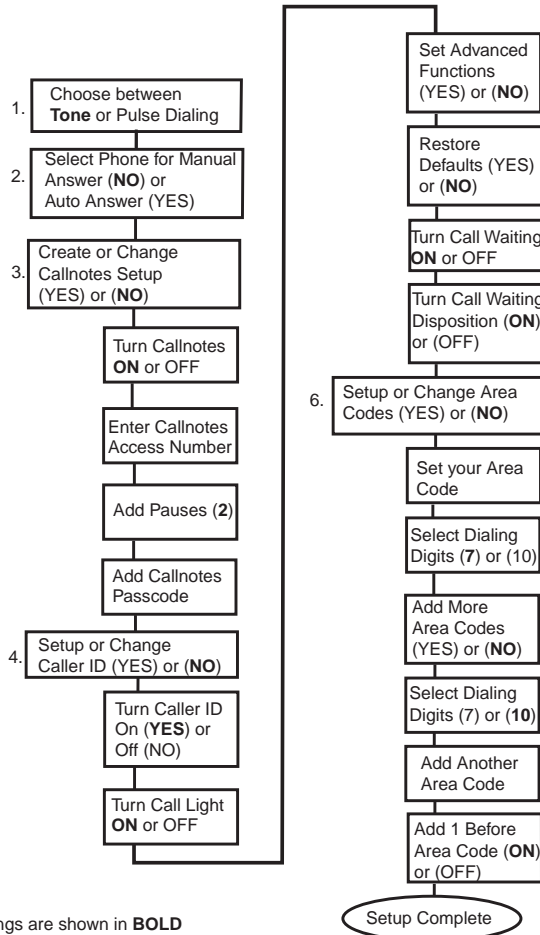 1.
Choose between
Tone or Pulse Dialing
2.
Select Phone for Manual
Answer (NO) or
Auto Answer (YES)
3.
Create or Change
Callnotes Setup
(YES) or (NO)
Turn Callnotes
ON or OFF
Enter Callnotes
Access Number
Add Pauses (2)
Add Callnotes
Passcode
4.
Setup or Change
Caller ID (YES) or (NO)
Turn Caller ID
On (YES) or
Off (NO)
Turn Call Light
ON or OFF
Set Advanced
Functions
(YES) or (NO)
Restore
Defaults (YES)
or (NO)
Turn Call Waiting
ON or OFF
Turn Call Waiting
Disposition (ON)
or (OFF)
6.
Setup or Change Area
Codes (YES) or (NO)
Set your Area
Code
Select Dialing
Digits (7) or (10)
Add More
Area Codes
(YES) or (NO)
Select Dialing
Digits (7) or (10)
Add Another
Area Code
Add 1 Before
Area Code (ON)
or (OFF)
Setup Complete
ngs are shown in BOLD